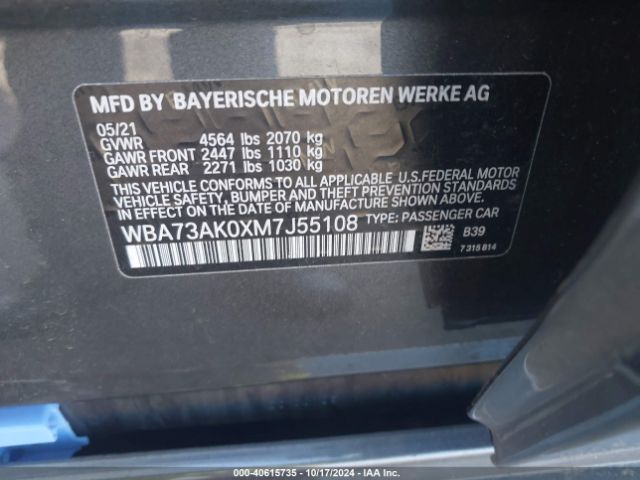 MFD BY BAYERISCHE MOTOREN WERKE AG
05/21
GVWR 4564 lbs 2070 kg
GAWR FRONT 2447 lbs 1110 kg
GAWR REAR 2271 lbs 1030 kg
THIS VEHICLE CONFORMS TO ALL APPLICABLE U.S.FEDERAL MOTOR
VEHICLE SAFETY, BUMPER AND THEFT PREVENTION STANDARDS
IN EFFECT ON THE DATE OF MANUFACTURE SHOWN ABOVE.
WBA73AK0XM7J55108 TYPE: PASSENGER CAR
B39
7 315 814
000-40615735 - 10/17/2024 - IAA Inc.